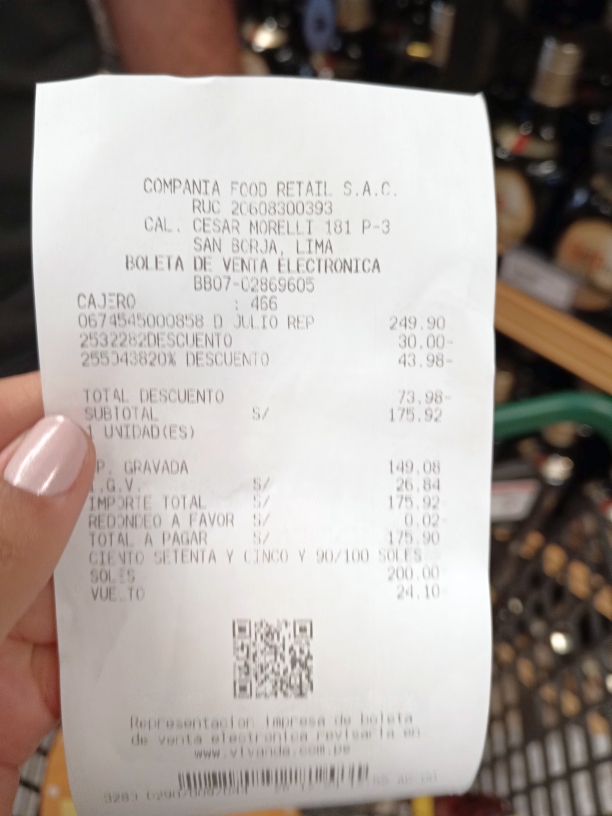 COMPANIA FOOD RETAIL S.A.C.
RUC 20608300393
CAL. CESAR MORELLI 181 P-3
SAN BORJA, LIMA
BOLETA DE VENTA ELECTRONICA
BB07-02869605
CAJERO : 466
0674545000858 D JULIO REP 249.90
2532282DESCUENTO 30.00-
255043820% DESCUENTO 43.98-
TOTAL DESCUENTO 73.98-
SUBTOTAL S/ 175.92
1 UNIDAD(ES)
P. GRAVADA 149.08
.G.V. S/ 26.84
IMPORTE TOTAL S/ 175.92
REDONDEO A FAVOR S/ 0.02-
TOTAL A PAGAR S/ 175.90
CIENTO SETENTA Y CINCO Y 90/100 SOLES
SOLES 200.00
VUELTO 24.10
Representacion impresa de boleta
de venta electronica revisarla en
www.vivanda.com.pe